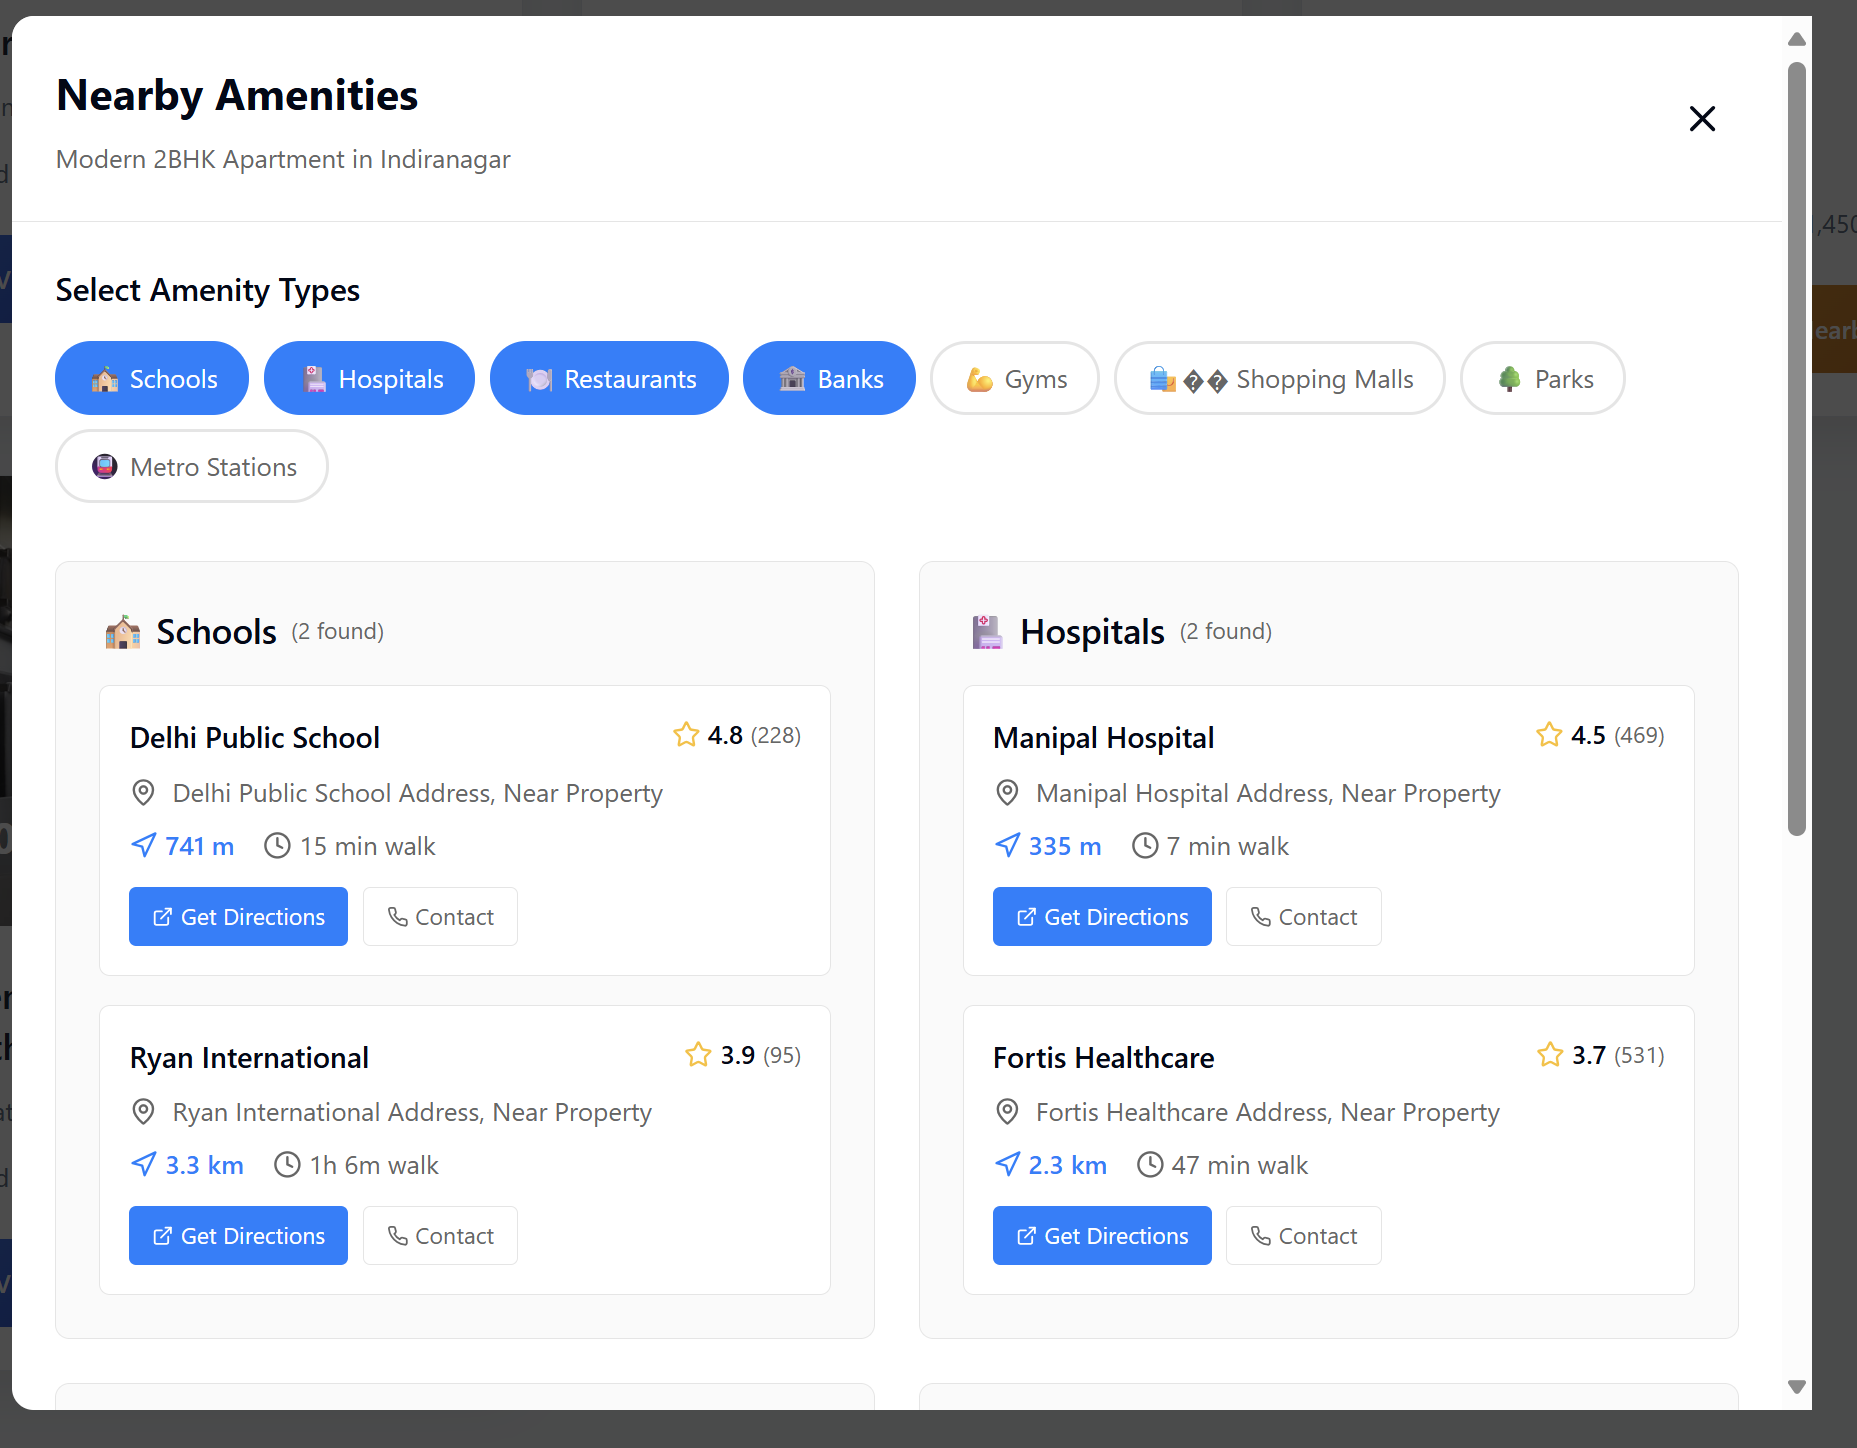 Nearby Amenities
Modern 2BHK Apartment in Indiranagar
Select Amenity Types
Schools
Hospitals
Restaurants
Banks
Gyms
�� Shopping Malls
Parks
Metro Stations
Schools (2 found)
Delhi Public School 4.8 (228)
Delhi Public School Address, Near Property
741 m 15 min walk
Get Directions Contact
Ryan International 3.9 (95)
Ryan International Address, Near Property
3.3 km 1h 6m walk
Get Directions Contact
Hospitals (2 found)
Manipal Hospital 4.5 (469)
Manipal Hospital Address, Near Property
335 m 7 min walk
Get Directions Contact
Fortis Healthcare 3.7 (531)
Fortis Healthcare Address, Near Property
2.3 km 47 min walk
Get Directions Contact